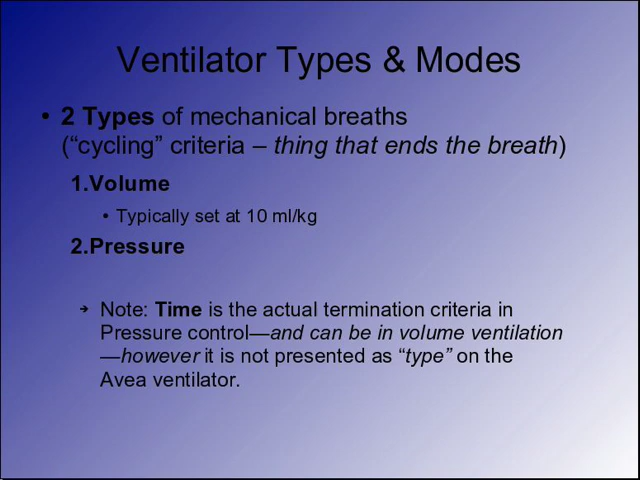 Ventilator Types & Modes
• 2 Types of mechanical breaths
(“cycling” criteria – thing that ends the breath)
1.Volume
• Typically set at 10 ml/kg
2.Pressure
➔ Note: Time is the actual termination criteria in
Pressure control—and can be in volume ventilation
—however it is not presented as “type” on the
Avea ventilator.